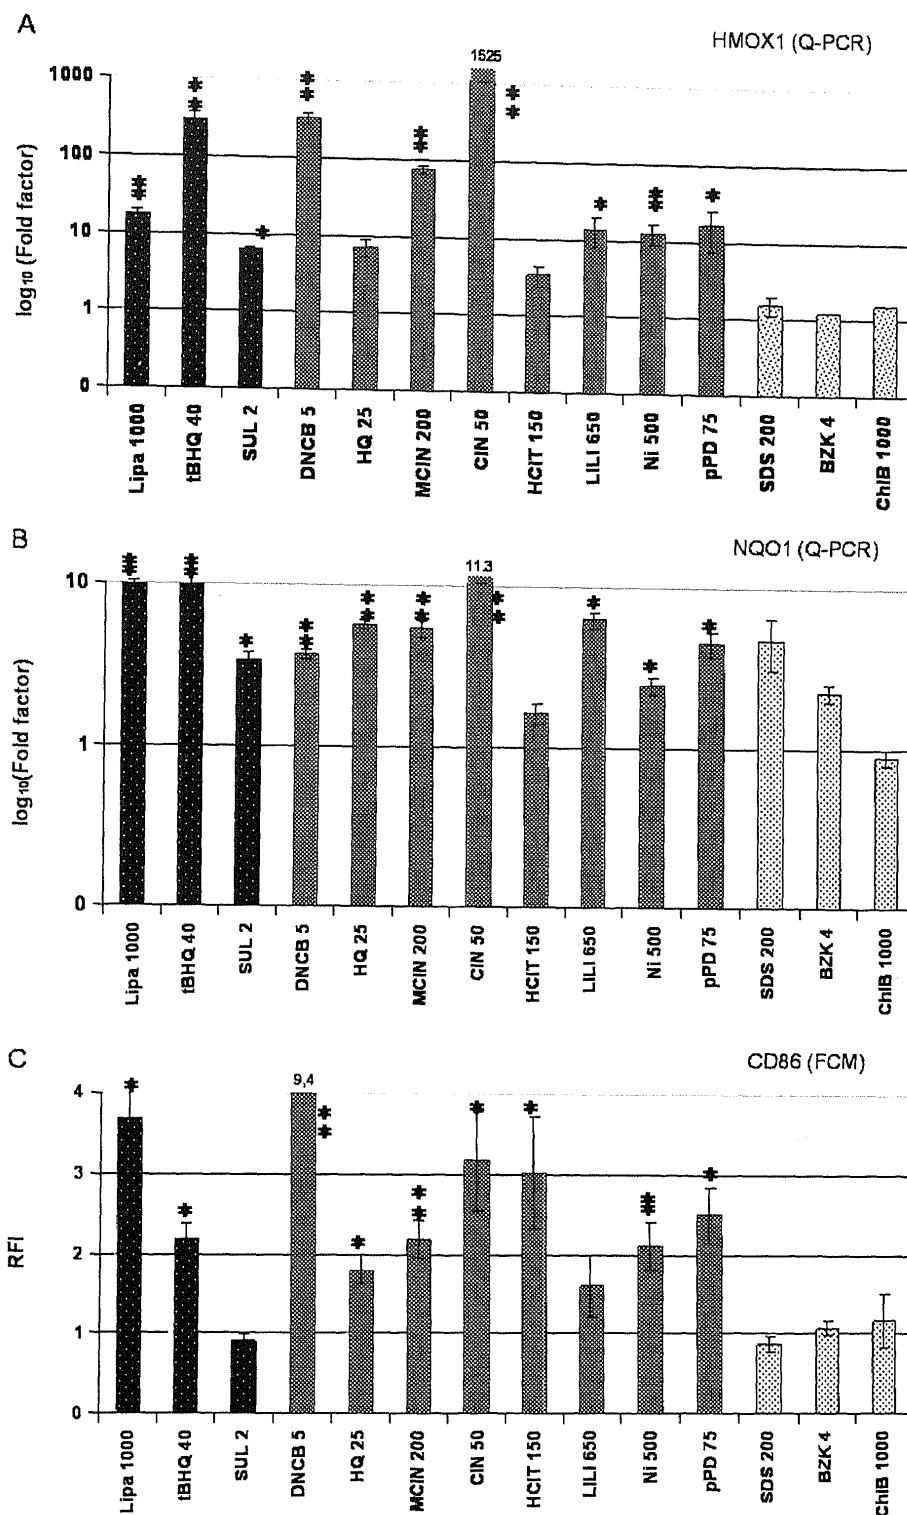 A
HMOX1 (Q-PCR)
1525
log10 (Fold factor)
1000
100
10
1
0
Lipa 1000
tBHQ 40
SUL 2
DNCB 5
HQ 25
MCIN 200
CIN 50
HCIT 150
LILI 650
Ni 500
pPD 75
SDS 200
BZK 4
ChlB 1000
B
NQO1 (Q-PCR)
11.3
log10(Fold factor)
10
1
0
Lipa 1000
tBHQ 40
SUL 2
DNCB 5
HQ 25
MCIN 200
CIN 50
HCIT 150
LILI 650
Ni 500
pPD 75
SDS 200
BZK 4
ChlB 1000
C
CD86 (FCM)
9,4
RFI
4
3
2
1
0
Lipa 1000
tBHQ 40
SUL 2
DNCB 5
HQ 25
MCIN 200
CIN 50
HCIT 150
LILI 650
Ni 500
pPD 75
SDS 200
BZK 4
ChlB 1000